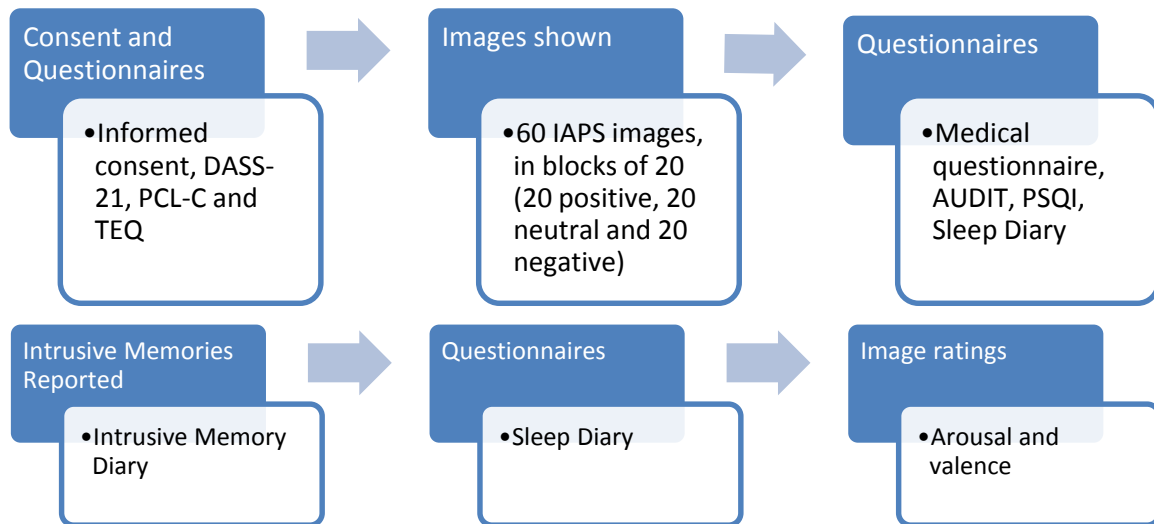 Consent and
Questionnaires
•Informed
consent, DASS-
21, PCL-C and
TEQ
Images shown
•60 IAPS images,
in blocks of 20
(20 positive, 20
neutral and 20
negative)
Questionnaires
•Medical
questionnaire,
AUDIT, PSQI,
Sleep Diary
Intrusive Memories
Reported
•Intrusive Memory
Diary
Questionnaires
•Sleep Diary
Image ratings
•Arousal and
valence